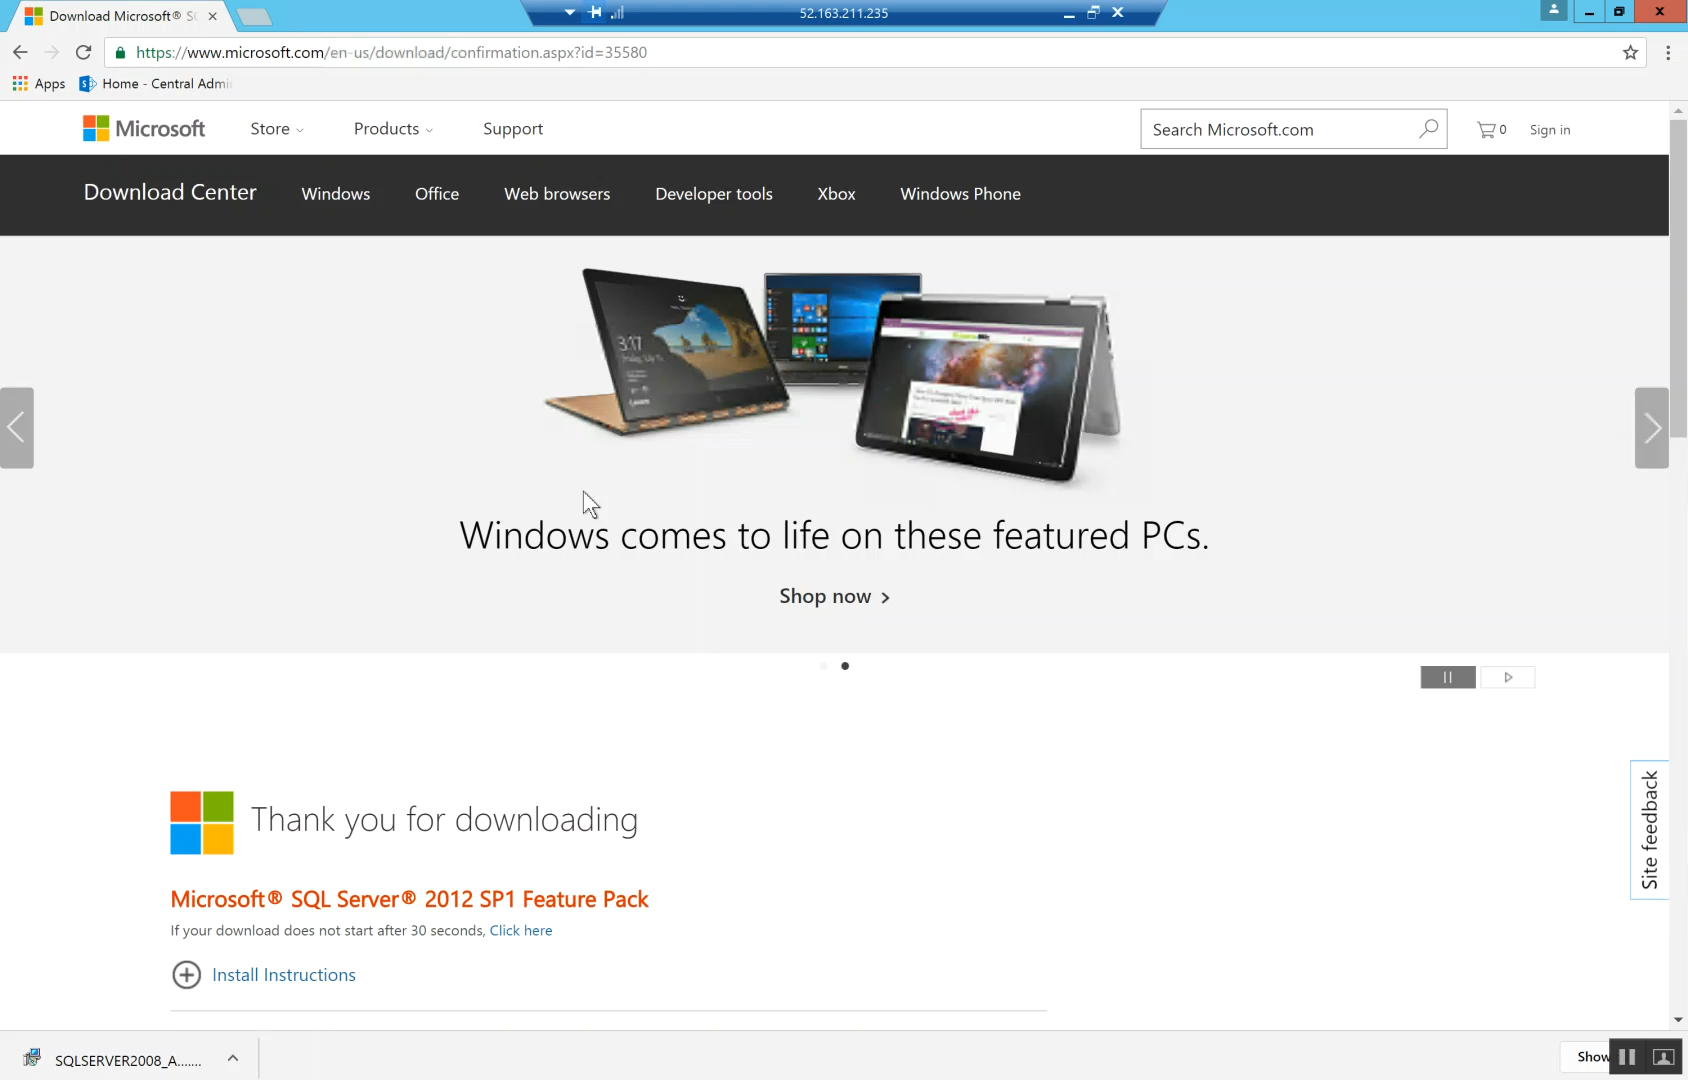 Download Microsoft® SQ
52.163.211.235
https://www.microsoft.com/en-us/download/confirmation.aspx?id=35580
Apps
Home - Central Admi
Microsoft
Store
Products
Support
Search Microsoft.com
0
Sign in
Download Center
Windows
Office
Web browsers
Developer tools
Xbox
Windows Phone
3:17
Windows comes to life on these featured PCs.
Shop now
Site feedback
Thank you for downloading
Microsoft® SQL Server® 2012 SP1 Feature Pack
If your download does not start after 30 seconds, Click here
Install Instructions
SQLSERVER2008_A.......
Show